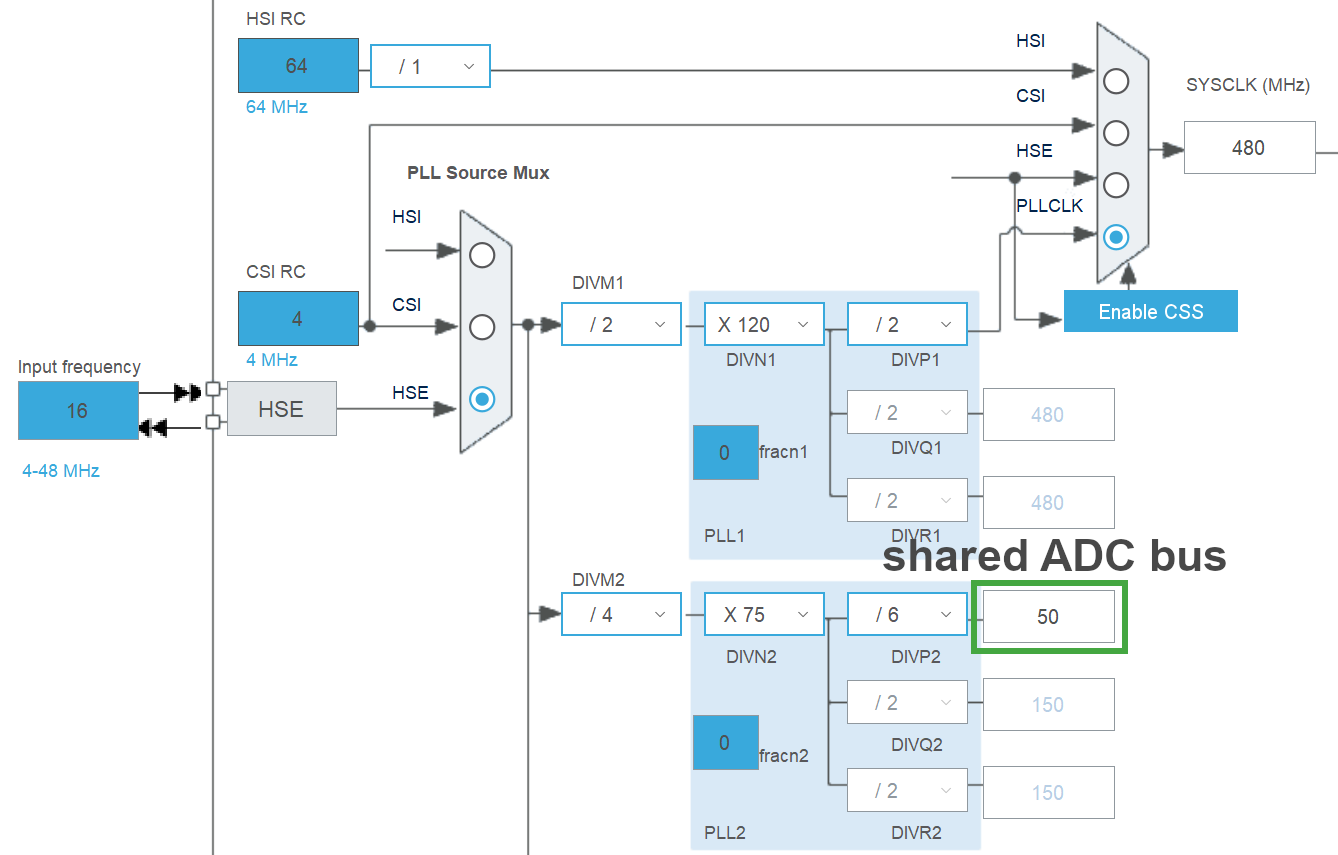 HSI RC
64
/ 1
64 MHz
HSI
CSI
HSE
PLLCLK
SYSCLK (MHz)
480
Enable CSS
PLL Source Mux
HSI
CSI
HSE
CSI RC
4
4 MHz
Input frequency
16
4-48 MHz
HSE
DIVM1
/ 2
X 120
DIVN1
/ 2
DIVP1
/ 2
480
DIVQ1
0
fracn1
/ 2
480
DIVR1
PLL1
shared ADC bus
DIVM2
/ 4
X 75
DIVN2
/ 6
50
DIVP2
/ 2
150
DIVQ2
0
fracn2
/ 2
150
DIVR2
PLL2